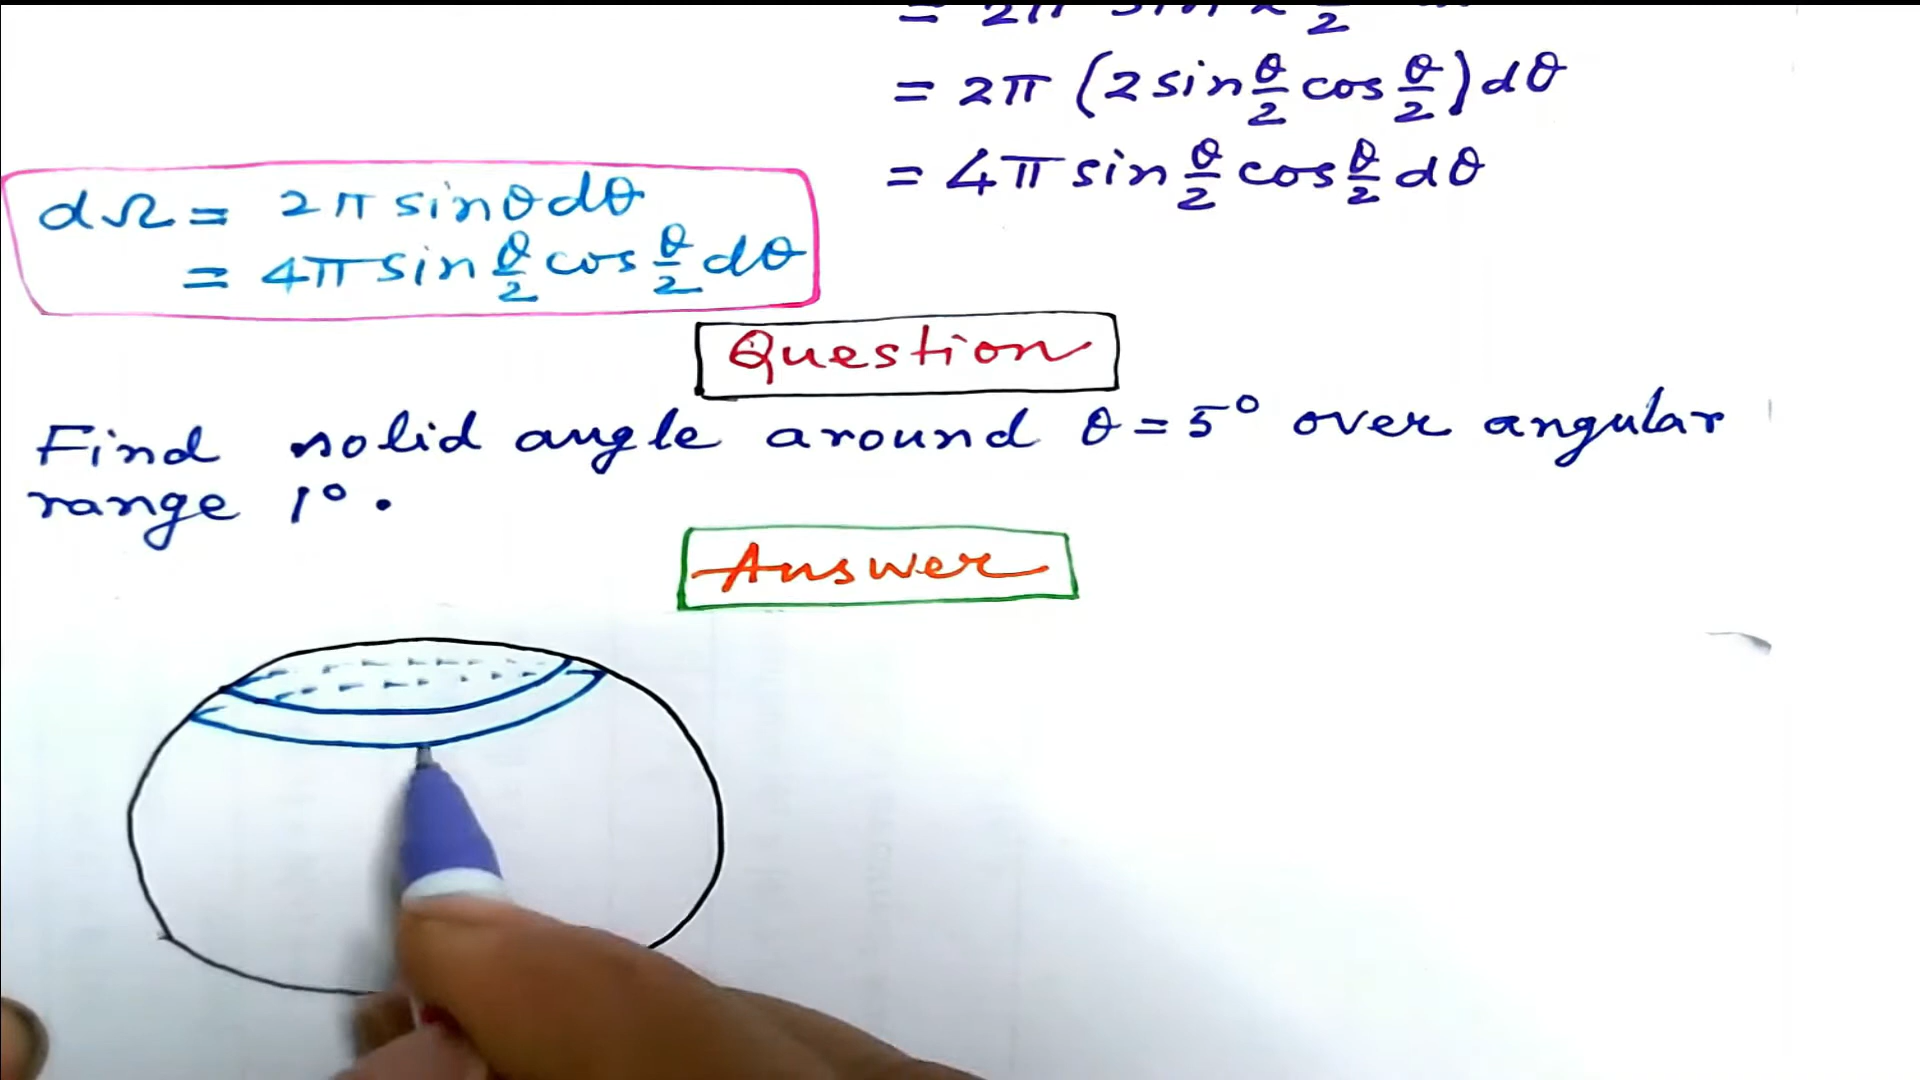 = 2π (2 sin θ/2 cos θ/2) dθ
= 4π sin θ/2 cos θ/2 dθ
dΩ = 2π sinθ dθ
= 4π sin θ/2 cos θ/2 dθ
Question
Find solid angle around θ = 5° over angular
range 1°.
Answer